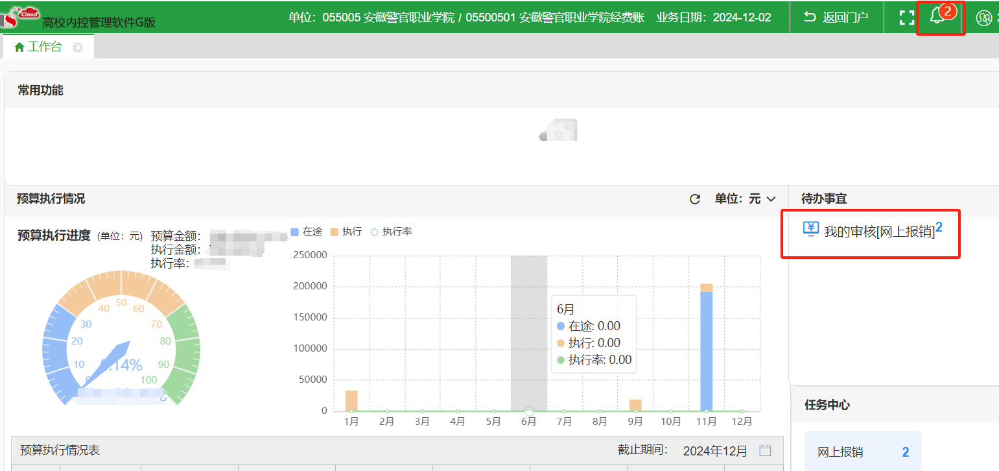 Cloud
S
高校内控管理软件G版
单位：055005 安徽警官职业学院 / 05500501 安徽警官职业学院经费账 业务日期：2024-12-02
返回门户
2
工作台
常用功能
空
预算执行情况
单位：元
待办事宜
我的审核[网上报销]2
预算执行进度 (单位：元)
预算金额：
执行金额：
执行率：
在途 执行 执行率
250000
200000
150000
100000
50000
0
1月 2月 3月 4月 5月 6月 7月 8月 9月 10月 11月 12月
6月
在途: 0.00
执行: 0.00
执行率: 0.00
0
10
20
30
40
50
60
70
80
90
100
.14%
任务中心
网上报销 2
预算执行情况表
截止期间： 2024年12月